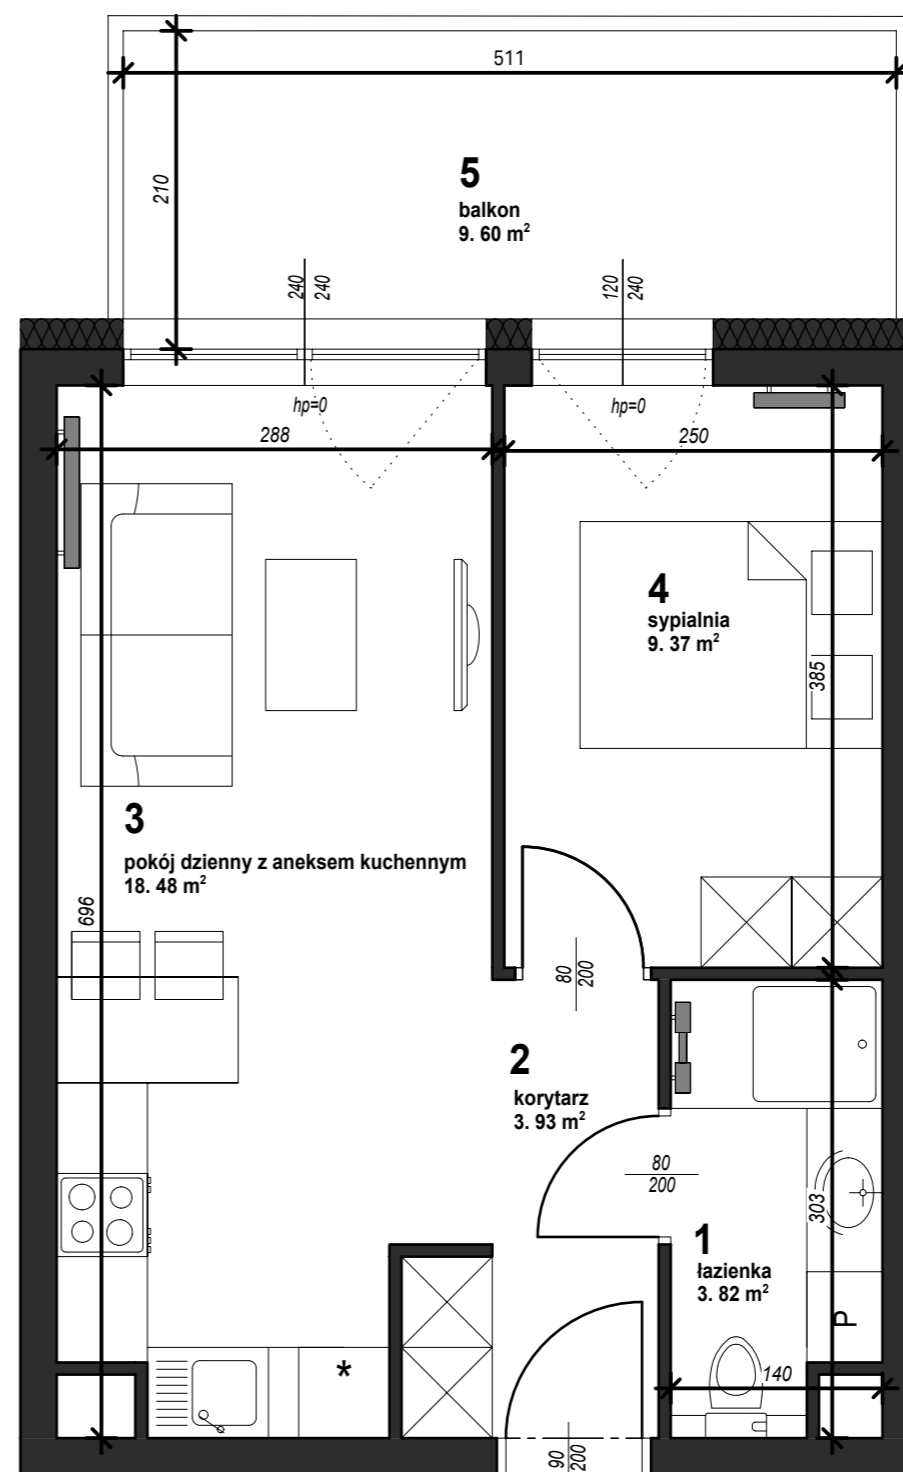 511
210
5
balkon
9. 60 m²
240
240
120
240
hp=0
hp=0
288
250
4
sypialnia
9. 37 m²
385
3
pokój dzienny z aneksem kuchennym
18. 48 m²
696
80
200
2
korytarz
3. 93 m²
80
200
303
1
łazienka
3. 82 m²
P
140
*
90
200